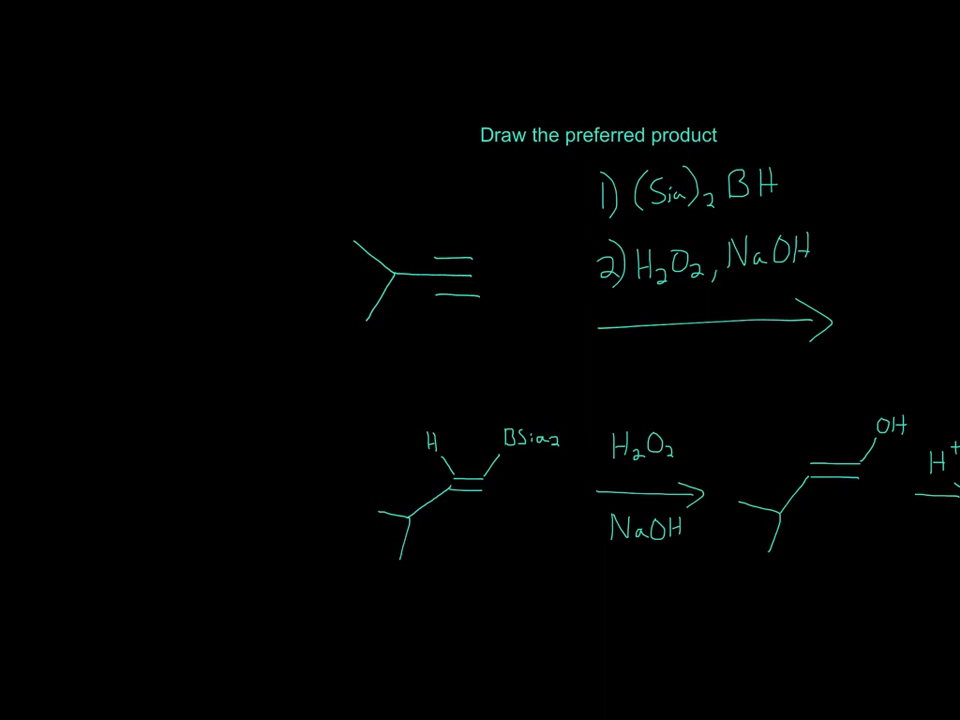 Draw the preferred product
1) (Sia)₂ BH
2) H₂O₂, NaOH
H BSia₂ H₂O₂ OH H⁺
NaOH